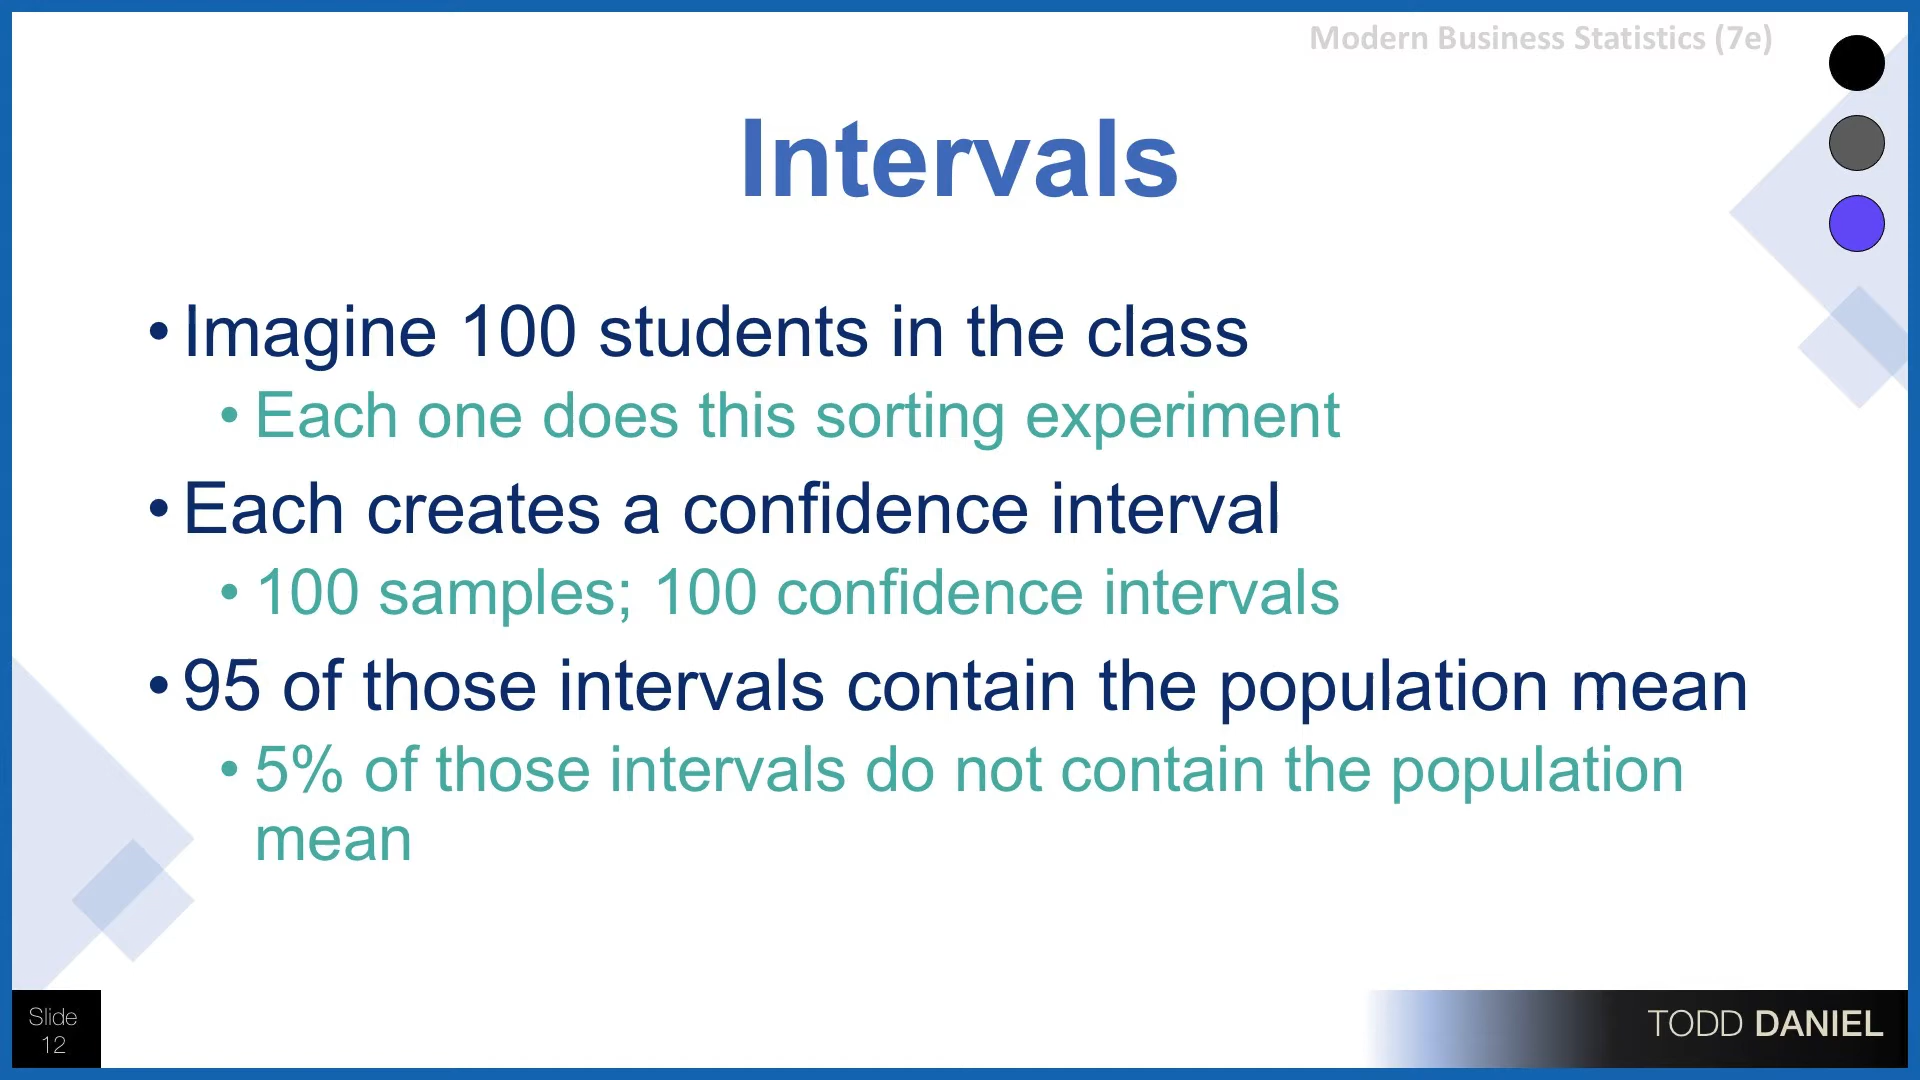 Modern Business Statistics (7e)
Intervals
• Imagine 100 students in the class
• Each one does this sorting experiment
• Each creates a confidence interval
• 100 samples; 100 confidence intervals
• 95 of those intervals contain the population mean
• 5% of those intervals do not contain the population
mean
Slide
12
TODD DANIEL